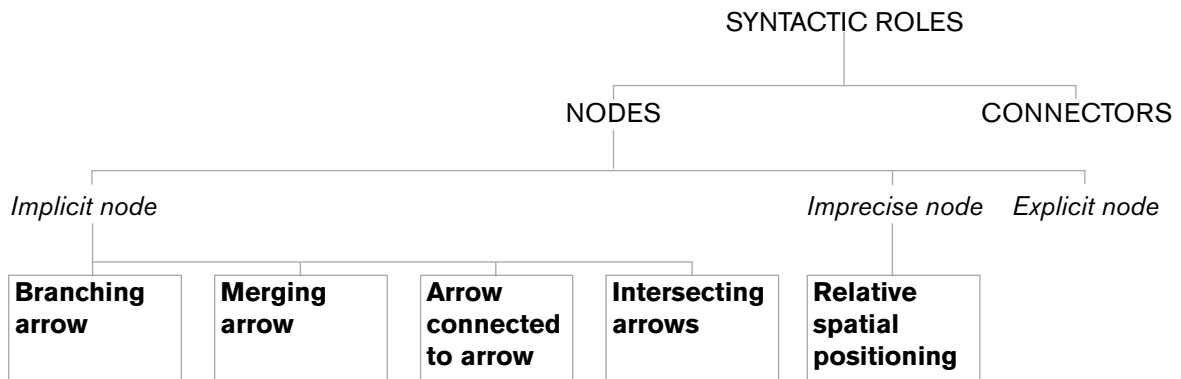 SYNTACTIC ROLES
NODES
CONNECTORS
Implicit node
Imprecise node
Explicit node
Branching
arrow
Merging
arrow
Arrow
connected
to arrow
Intersecting
arrows
Relative
spatial
positioning